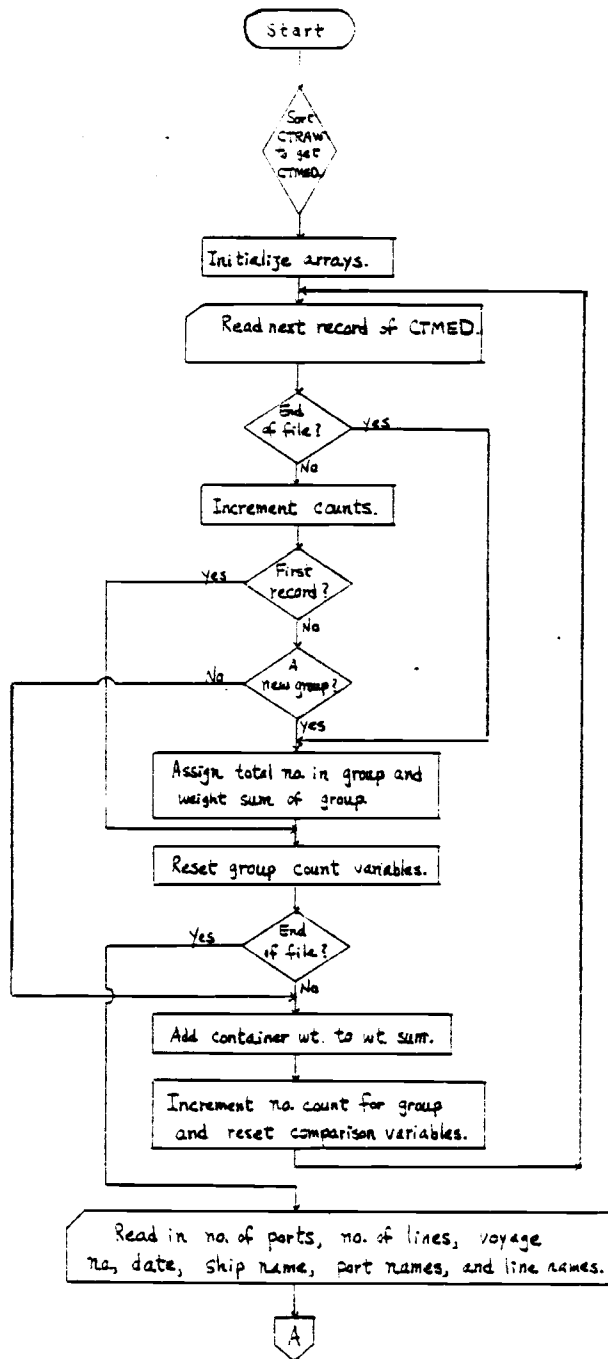 Start
Sort
CTRAW
to get
CTMED
Initialize arrays.
Read next record of CTMED.
End
of file?
yes
No
Increment counts.
yes
First
record?
No
No
A
new group?
yes
Assign total no. in group and
weight sum of group
Reset group count variables.
Yes
End
of file?
No
Add container wt. to wt. sum.
Increment no. count for group
and reset comparison variables.
Read in no. of ports, no. of lines, voyage
no, date, ship name, port names, and line names.
A